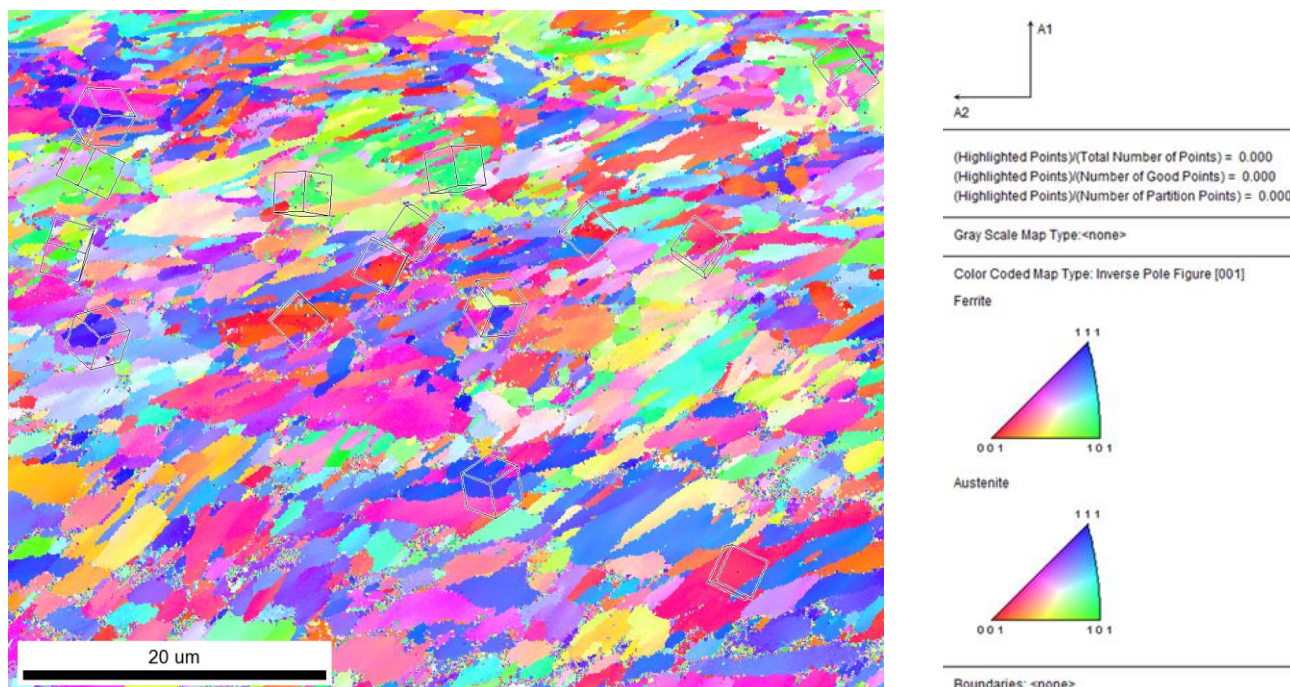 A1
A2
(Highlighted Points)/(Total Number of Points) = 0.000
(Highlighted Points)/(Number of Good Points) = 0.000
(Highlighted Points)/(Number of Partition Points) = 0.000
Gray Scale Map Type:<none>
Color Coded Map Type: Inverse Pole Figure [001]
Ferrite
111
001 101
Austenite
111
001 101
20 um
Boundaries: <none>